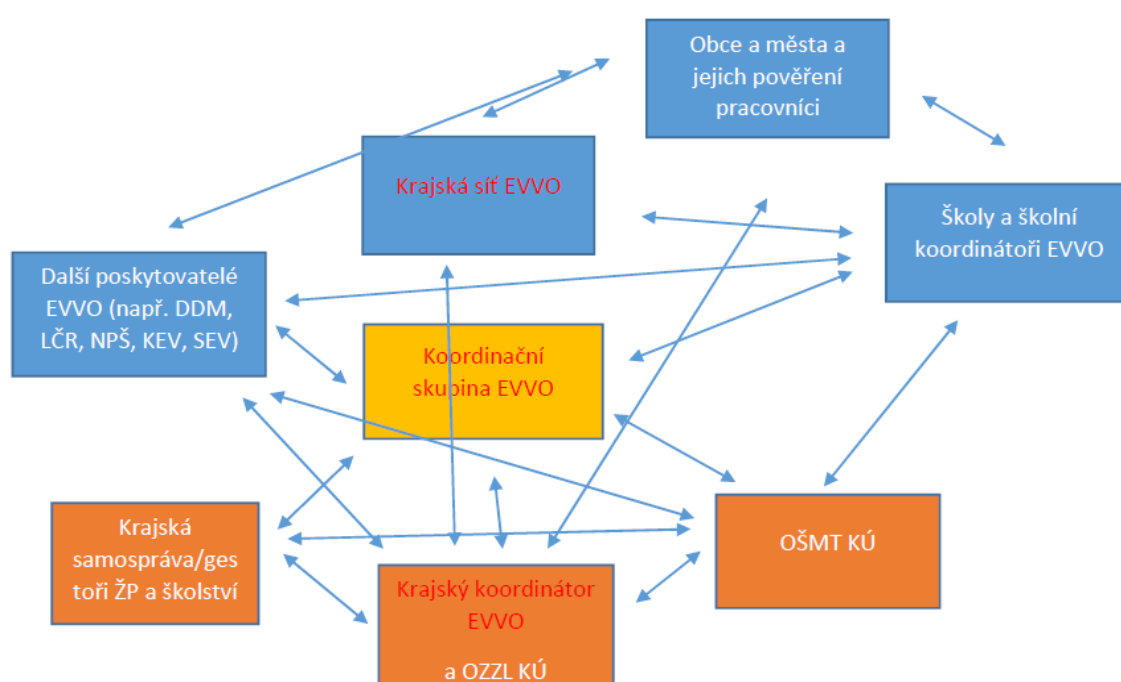 Obce a města a
jejich pověření
pracovníci
Krajská síť EVVO
Školy a školní
koordinátoři EVVO
Další poskytovatelé
EVVO (např. DDM,
LČR, NPŠ, KEV, SEV)
Koordinační
skupina EVVO
Krajská
samospráva/ges
toři ŽP a školství
OŠMT KÚ
Krajský koordinátor
EVVO
a OZZL KÚ